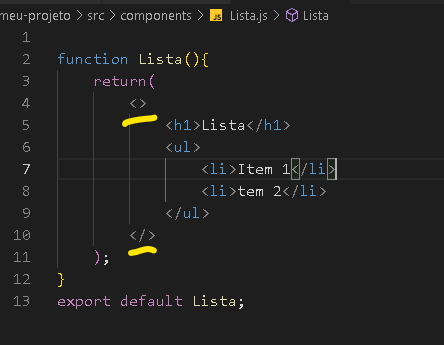 meu-projeto > src > components > JS Lista.js > Lista
1
2 function Lista(){
3 return(
4 <>
5 <h1>Lista</h1>
6 <ul>
7 <li>Item 1</li>
8 <li>tem 2</li>
9 </ul>
10 </>
11 );
12 }
13 export default Lista;